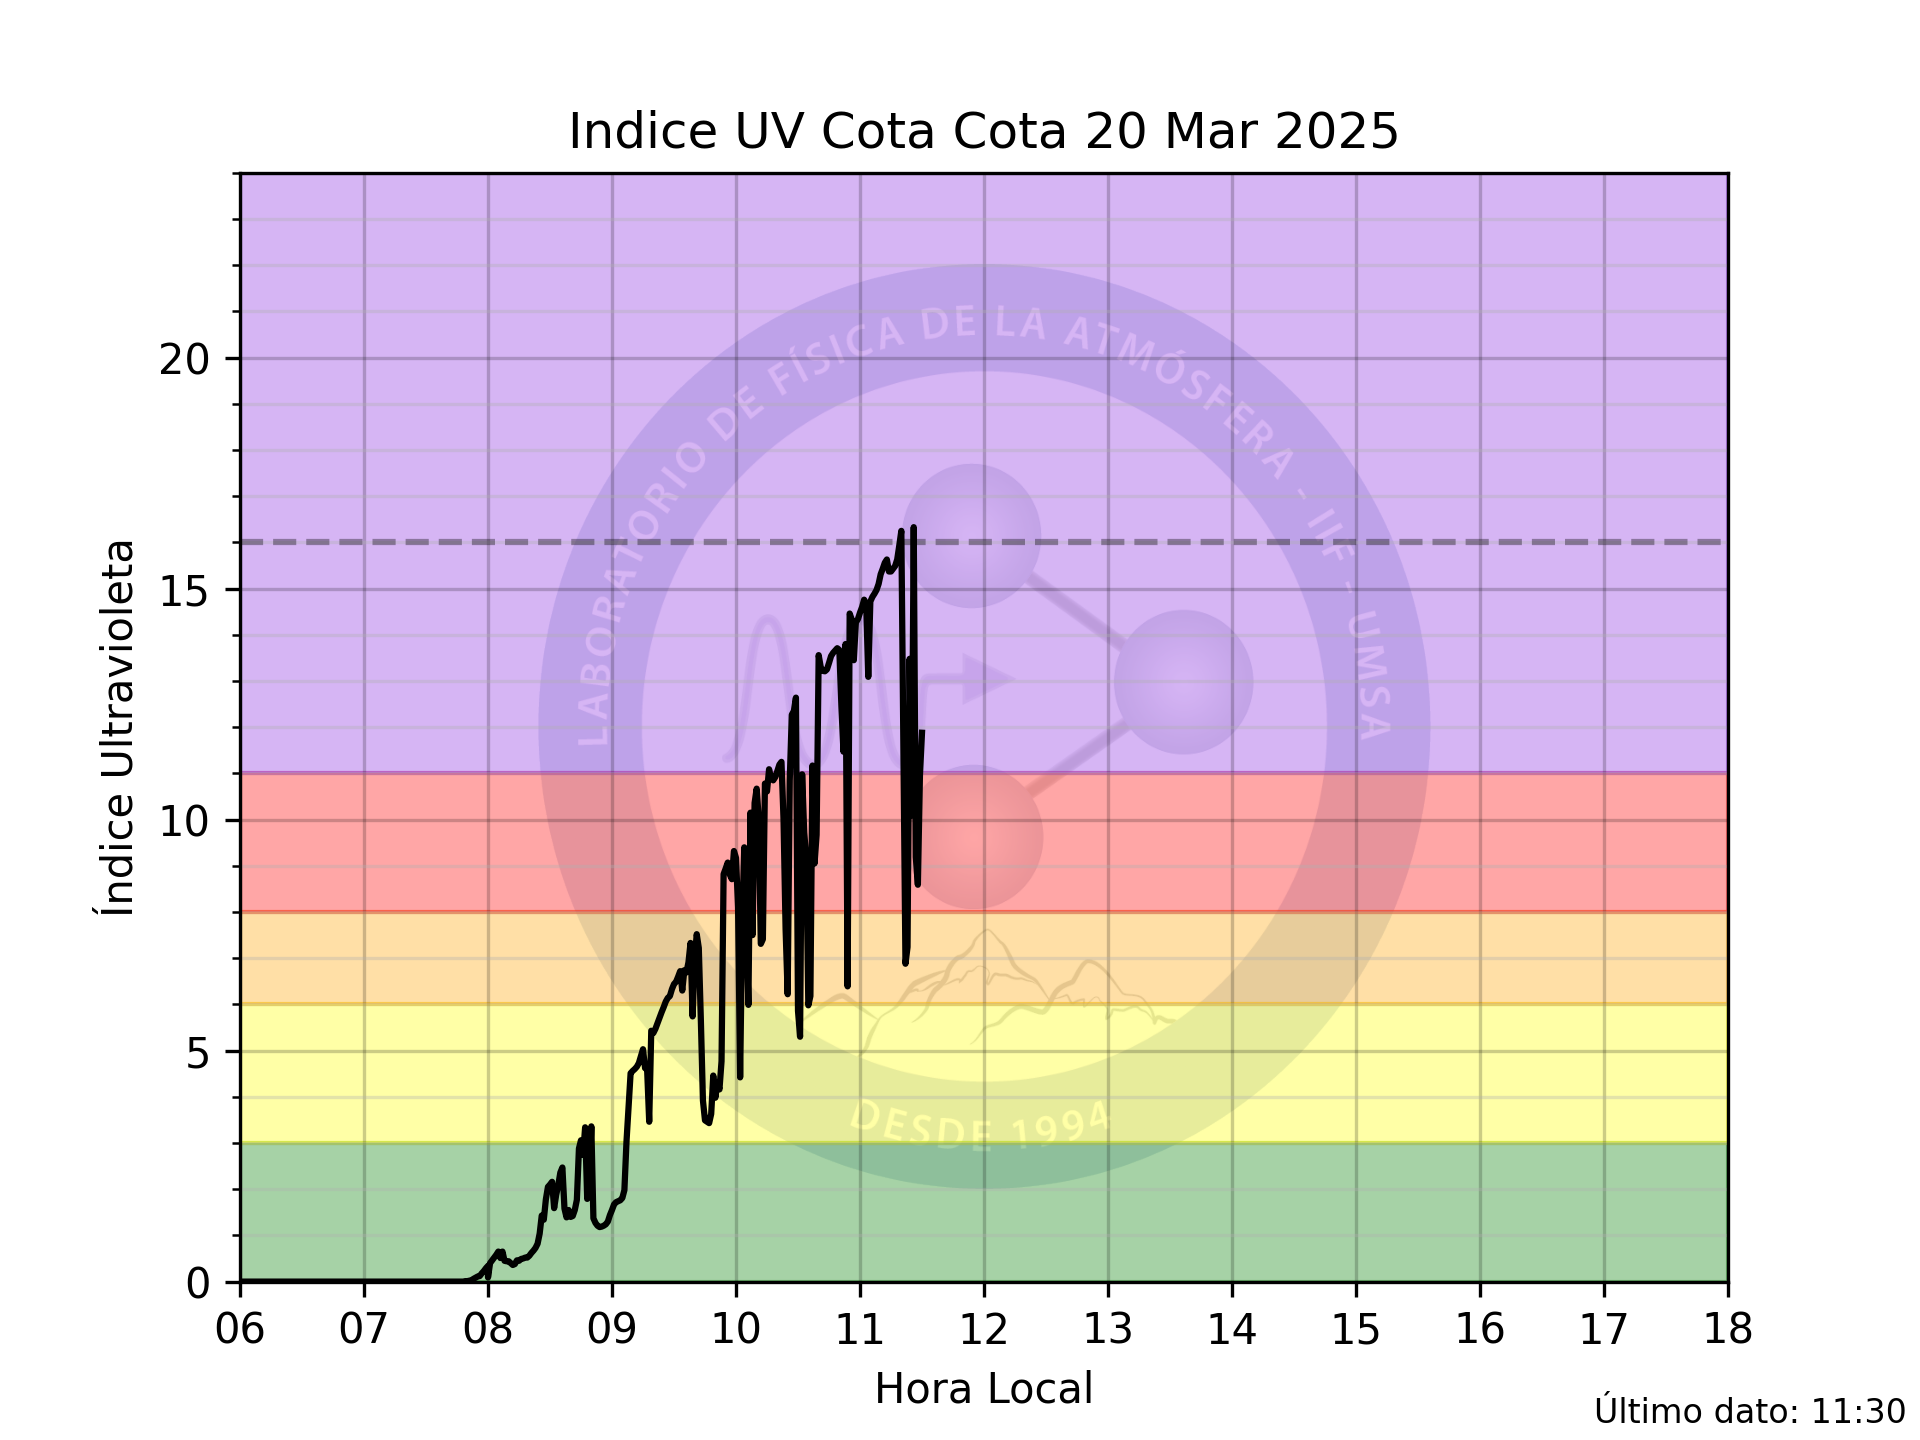 Indice UV Cota Cota 20 Mar 2025
LABORATORIO DE FÍSICA DE LA ATMÓSFERA - IIF - UMSA
DESDE 1994
Índice Ultravioleta
20
15
10
5
0
06 07 08 09 10 11 12 13 14 15 16 17 18
Hora Local
Último dato: 11:30